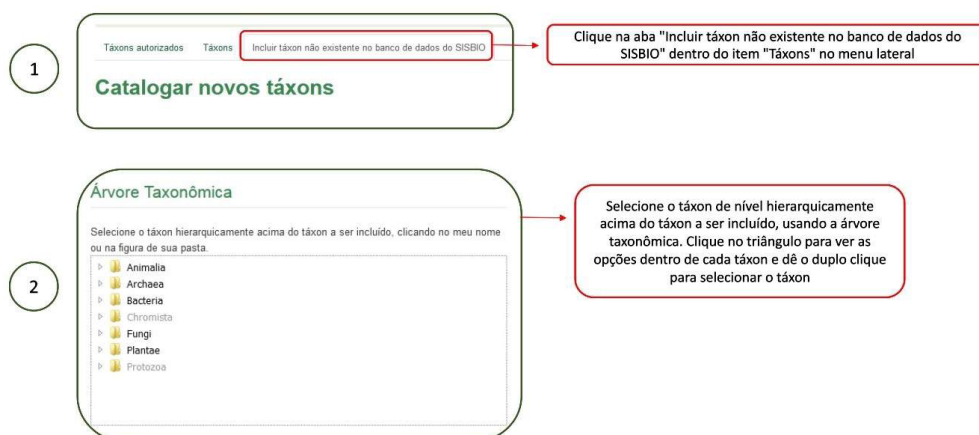 1
Táxons autorizados Táxons Incluir táxon não existente no banco de dados do SISBIO
Catalogar novos táxons
Clique na aba "Incluir táxon não existente no banco de dados do
SISBIO" dentro do item "Táxons" no menu lateral
2
Árvore Taxonômica
Selecione o táxon hierarquicamente acima do táxon a ser incluído, clicando no meu nome
ou na figura de sua pasta.
Animalia
Archaea
Bacteria
Chromista
Fungi
Plantae
Protozoa
Selecione o táxon de nível hierarquicamente
acima do táxon a ser incluído, usando a árvore
taxonômica. Clique no triângulo para ver as
opções dentro de cada táxon e dê o duplo clique
para selecionar o táxon